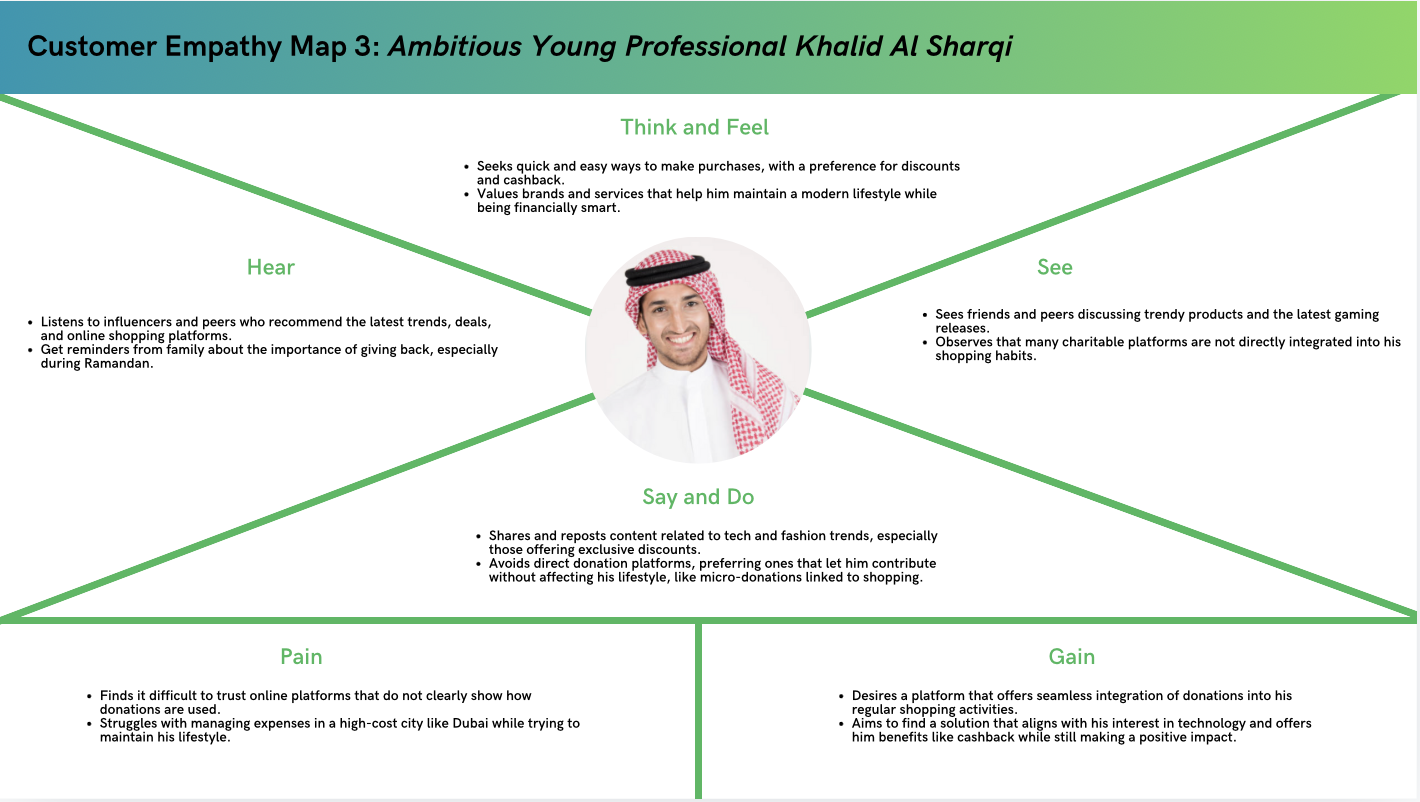 Customer Empathy Map 3: Ambitious Young Professional Khalid Al Sharqi
Think and Feel
• Seeks quick and easy ways to make purchases, with a preference for discounts
and cashback.
• Values brands and services that help him maintain a modern lifestyle while
being financially smart.
Hear
• Listens to influencers and peers who recommend the latest trends, deals,
and online shopping platforms.
• Get reminders from family about the importance of giving back, especially
during Ramandan.
See
• Sees friends and peers discussing trendy products and the latest gaming
releases.
• Observes that many charitable platforms are not directly integrated into his
shopping habits.
Say and Do
• Shares and reposts content related to tech and fashion trends, especially
those offering exclusive discounts.
• Avoids direct donation platforms, preferring ones that let him contribute
without affecting his lifestyle, like micro-donations linked to shopping.
Pain
• Finds it difficult to trust online platforms that do not clearly show how
donations are used.
• Struggles with managing expenses in a high-cost city like Dubai while trying to
maintain his lifestyle.
Gain
• Desires a platform that offers seamless integration of donations into his
regular shopping activities.
• Aims to find a solution that aligns with his interest in technology and offers
him benefits like cashback while still making a positive impact.